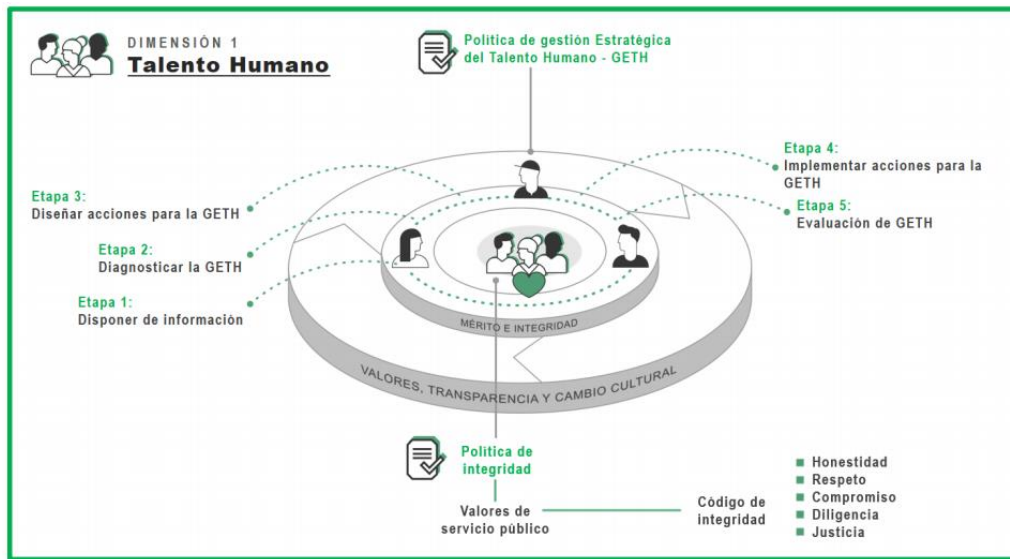 DIMENSIÓN 1
Talento Humano
Política de gestión Estratégica
del Talento Humano - GETH
Etapa 3:
Diseñar acciones para la GETH
Etapa 2:
Diagnosticar la GETH
Etapa 1:
Disponer de información
Etapa 4:
Implementar acciones para la
GETH
Etapa 5:
Evaluación de GETH
MÉRITO E INTEGRIDAD
VALORES, TRANSPARENCIA Y CAMBIO CULTURAL
Política de
integridad
Valores de
servicio público
Código de
integridad
Honestidad
Respeto
Compromiso
Diligencia
Justicia